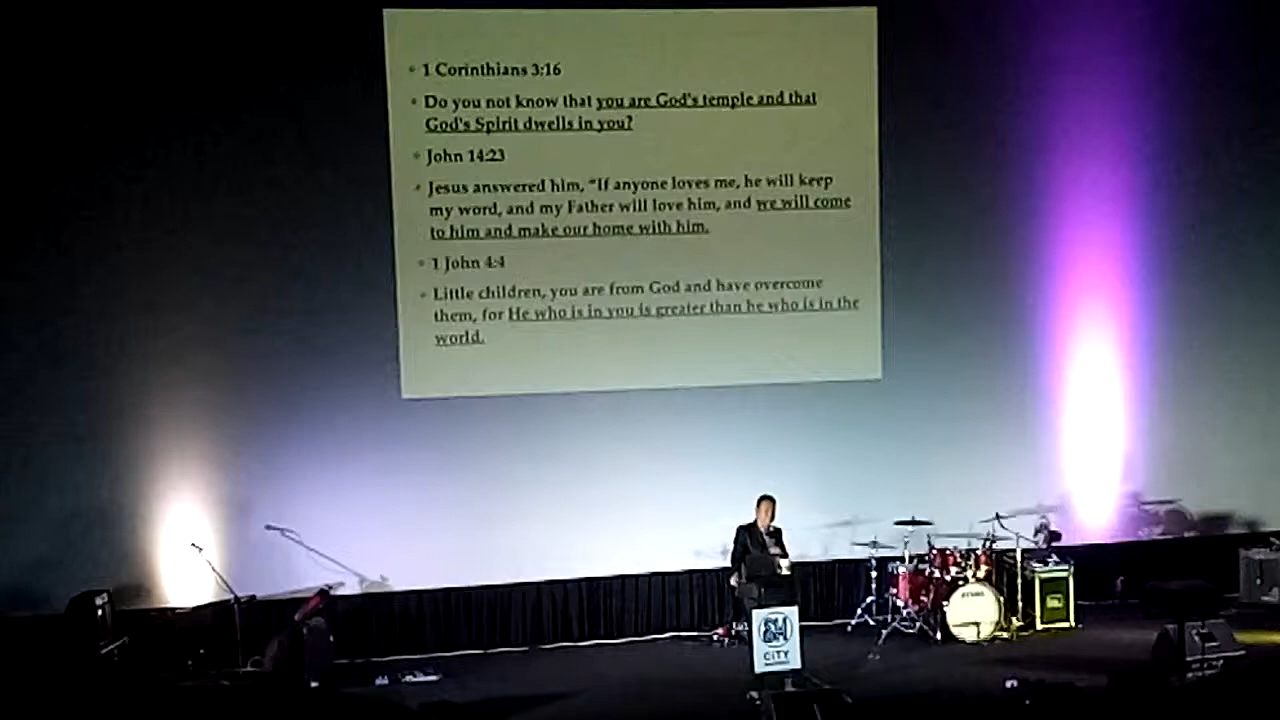 1 Corinthians 3:16
Do you not know that you are God's temple and that
God's Spirit dwells in you?
John 14:23
Jesus answered him, "If anyone loves me, he will keep
my word, and my Father will love him, and we will come
to him and make our home with him.
1 John 4:4
Little children, you are from God and have overcome
them, for He who is in you is greater than he who is in the
world.
SM
CITY
TAMA